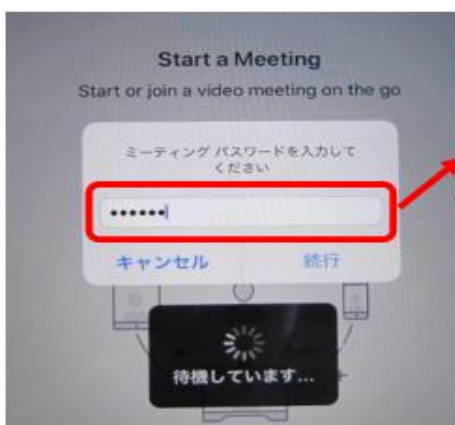 Start a Meeting
Start or join a video meeting on the go
ミーティング パスワードを入力して
ください
••••••
キャンセル
続行
待機しています...